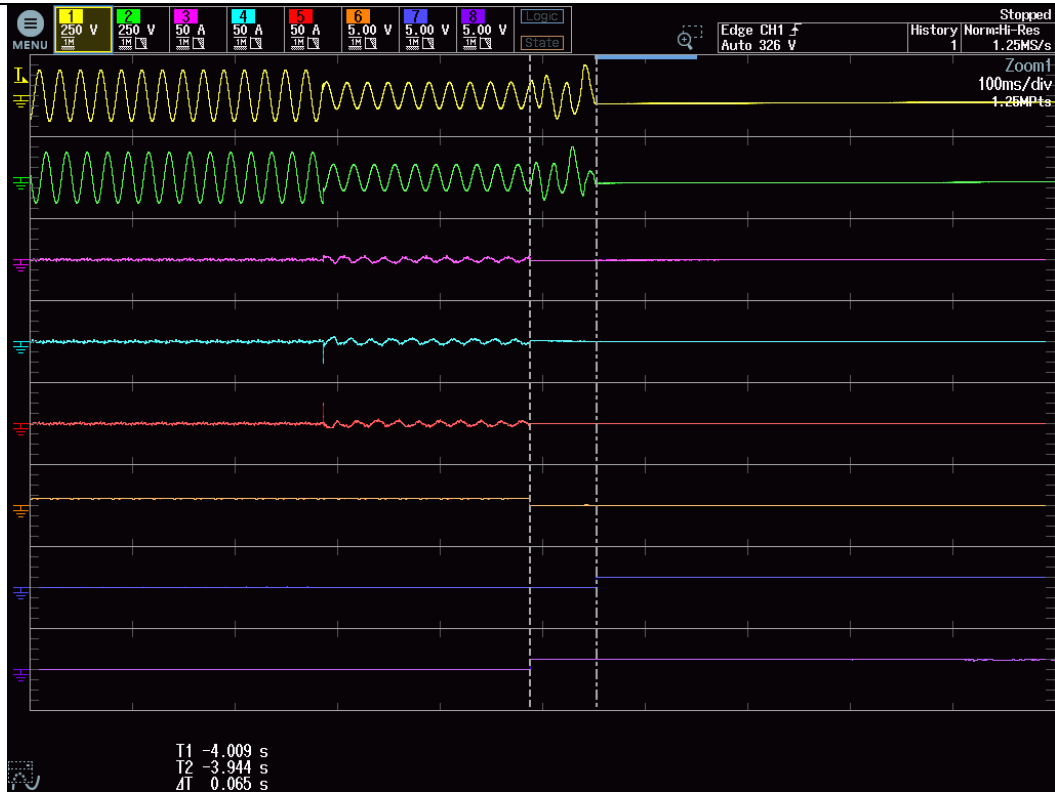 MENU
1 2 3 4 5 6 7 8
250 V 250 V 50 A 50 A 50 A 5.00 V 5.00 V 5.00 V
1M 1M 1M 1M 1M 1M 1M 1M
Logic
State
Stopped
Edge CH1
Auto 326 V
History
1
Norm:Hi-Res
1.25MS/s
Zoom1
100ms/div
1.25MPts
T
T1 -4.009 s
T2 -3.944 s
ΔT 0.065 s